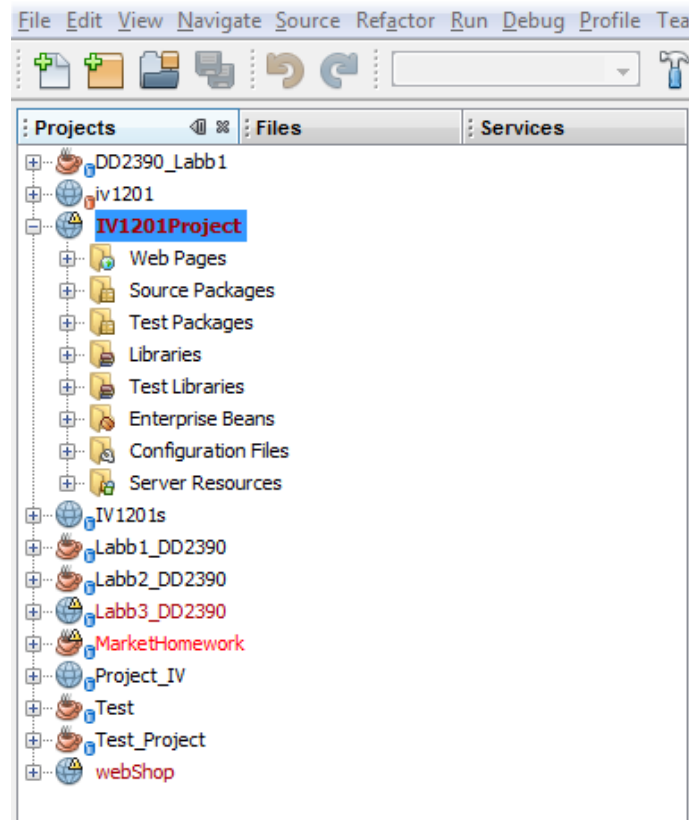 File Edit View Navigate Source Refactor Run Debug Profile
Projects Files Services
DD2390_Labb1
iv1201
IV1201Project
Web Pages
Source Packages
Test Packages
Libraries
Test Libraries
Enterprise Beans
Configuration Files
Server Resources
IV1201s
Labb1_DD2390
Labb2_DD2390
Labb3_DD2390
MarketHomework
Project_IV
Test
Test_Project
webShop